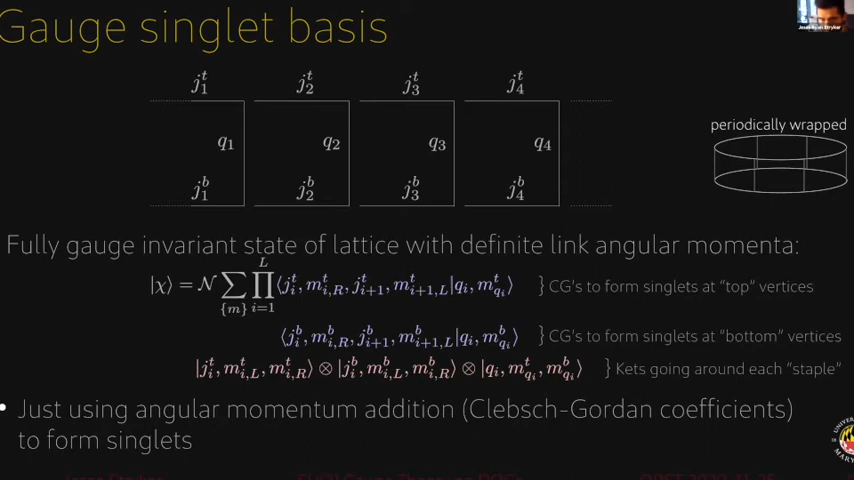 Gauge singlet basis
j_1^t j_2^t j_3^t j_4^t
q_1 q_2 q_3 q_4
j_1^b j_2^b j_3^b j_4^b
periodically wrapped
Fully gauge invariant state of lattice with definite link angular momenta:
|χ⟩ = 𝒩 ∑_{\{m\}} ∏_{i=1}^{L} ⟨j_i^t, m_{i,R}^t, j_{i+1}^t, m_{i+1,L}^t|q_i, m_{q_i}^t⟩ } CG's to form singlets at “top” vertices
⟨j_i^b, m_{i,R}^b, j_{i+1}^b, m_{i+1,L}^b|q_i, m_{q_i}^b⟩ } CG's to form singlets at “bottom” vertices
|j_i^t, m_{i,L}^t, m_{i,R}^t⟩ ⊗ |j_i^b, m_{i,L}^b, m_{i,R}^b⟩ ⊗ |q_i, m_{q_i}^t, m_{q_i}^b⟩ } Kets going around each “staple”
• Just using angular momentum addition (Clebsch-Gordan coefficients)
to form singlets